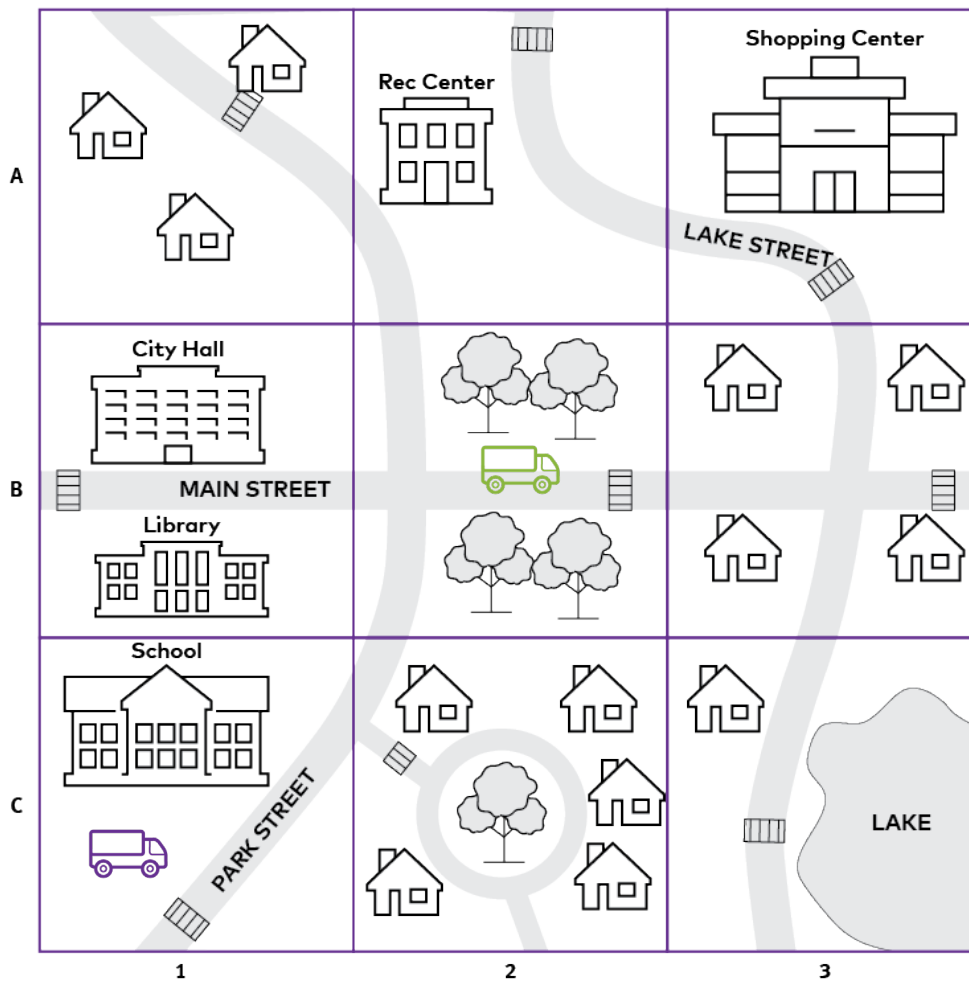 Shopping Center
Rec Center
A
LAKE STREET
City Hall
B
MAIN STREET
Library
School
C
PARK STREET
LAKE
1 2 3